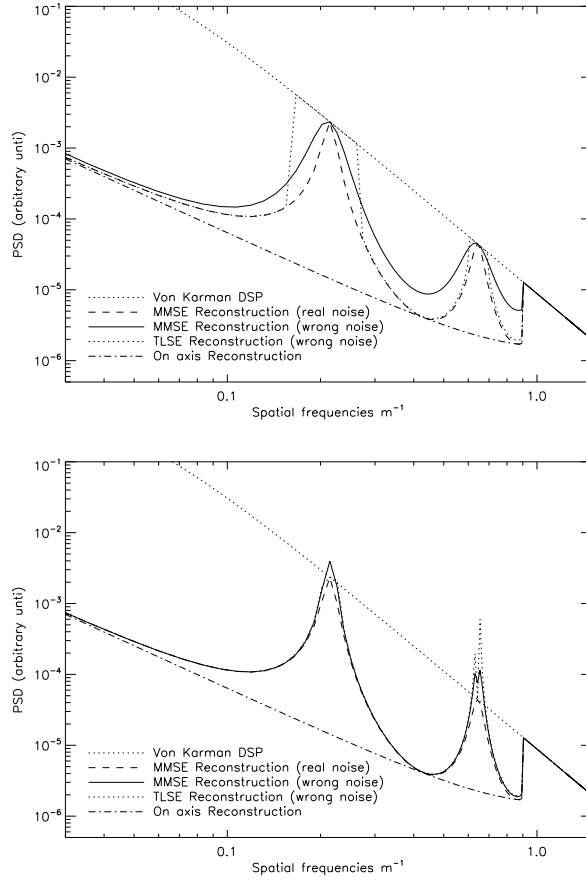 10⁻¹
10⁻²
10⁻³
10⁻⁴
10⁻⁵
10⁻⁶
PSD (arbitrary unti)
Von Karman DSP
MMSE Reconstruction (real noise)
MMSE Reconstruction (wrong noise)
TLSE Reconstruction (wrong noise)
On axis Reconstruction
0.1 1.0
Spatial frequencies m⁻¹
10⁻¹
10⁻²
10⁻³
10⁻⁴
10⁻⁵
10⁻⁶
PSD (arbitrary unti)
Von Karman DSP
MMSE Reconstruction (real noise)
MMSE Reconstruction (wrong noise)
TLSE Reconstruction (wrong noise)
On axis Reconstruction
0.1 1.0
Spatial frequencies m⁻¹